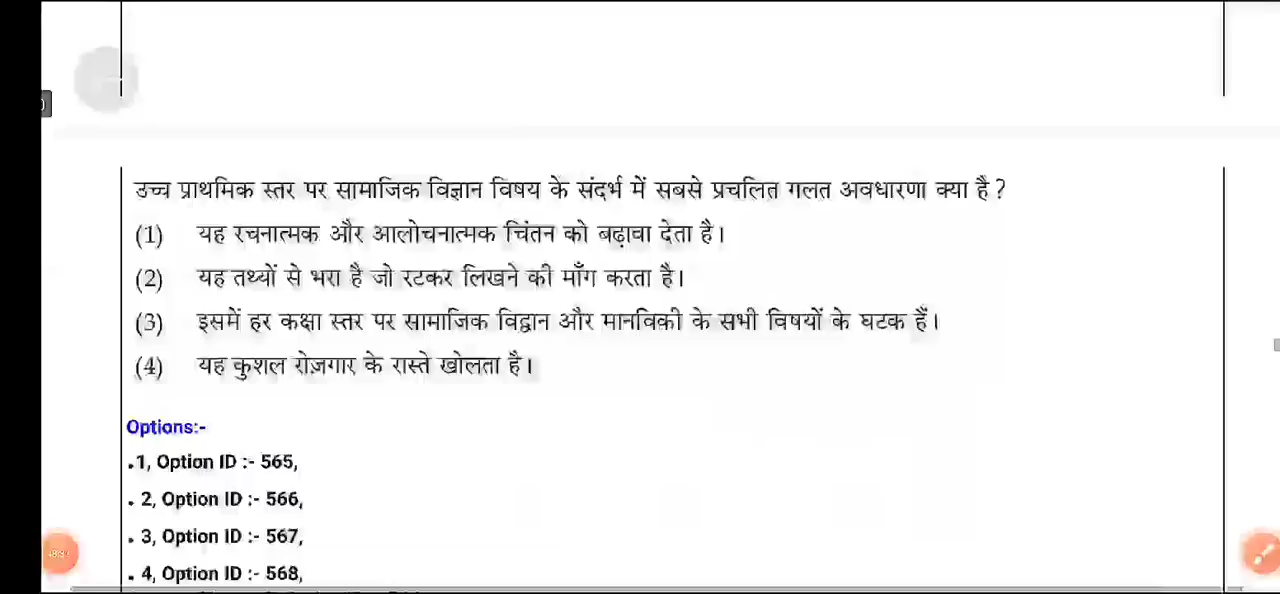 उच्च प्राथमिक स्तर पर सामाजिक विज्ञान विषय के संदर्भ में सबसे प्रचलित गलत अवधारणा क्या है ?
(1) यह रचनात्मक और आलोचनात्मक चिंतन को बढ़ावा देता है।
(2) यह तथ्यों से भरा है जो रटकर लिखने की माँग करता है।
(3) इसमें हर कक्षा स्तर पर सामाजिक विद्वान और मानविकी के सभी विषयों के घटक हैं।
(4) यह कुशल रोज़गार के रास्ते खोलता है।
Options:-
1, Option ID :- 565,
2, Option ID :- 566,
3, Option ID :- 567,
4, Option ID :- 568,